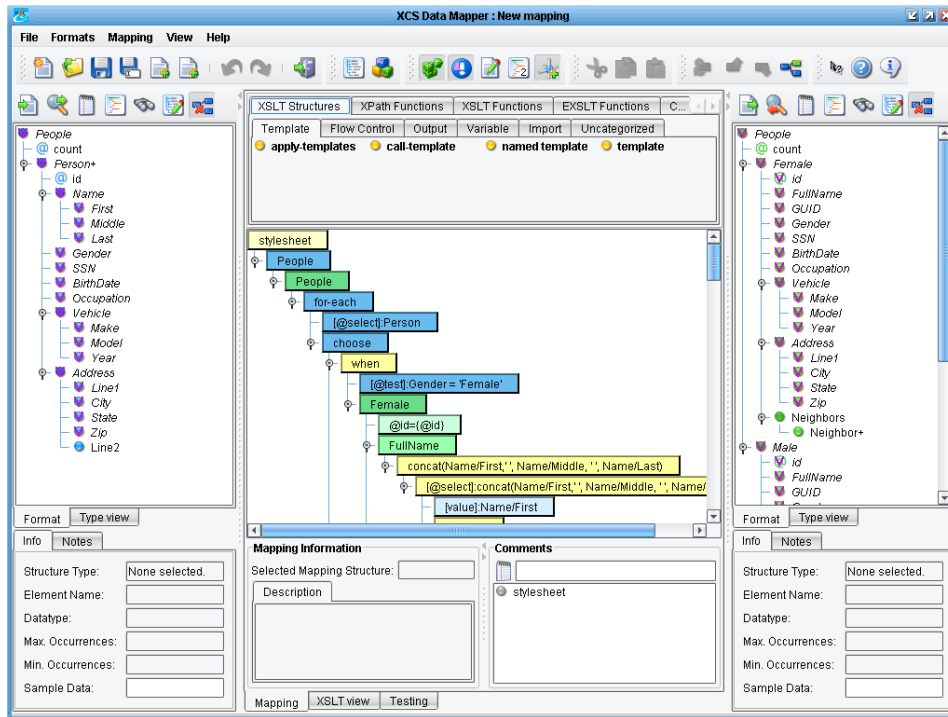 XCS Data Mapper : New mapping
File Formats Mapping View Help
XSLT Structures XPath Functions XSLT Functions EXSLT Functions C...
Template Flow Control Output Variable Import Uncategorized
apply-templates call-template named template template
People
@ count
Person+
@ id
Name
First
Middle
Last
Gender
SSN
BirthDate
Occupation
Vehicle
Make
Model
Year
Address
Line1
City
State
Zip
Line2
Format Type view
Info Notes
Structure Type: None selected.
Element Name:
Datatype:
Max. Occurrences:
Min. Occurrences:
Sample Data:
stylesheet
People
People
for-each
[@select]:Person
choose
when
[@test]:Gender = 'Female'
Female
@id={@id}
FullName
concat(Name/First,' ', Name/Middle, ' ', Name/Last)
[@select]:concat(Name/First,' ', Name/Middle, ' ', Name/
[value]:Name/First
Mapping Information
Selected Mapping Structure:
Description
Comments
stylesheet
Mapping XSLT view Testing
People
@ count
Female
id
FullName
GUID
Gender
SSN
BirthDate
Occupation
Vehicle
Make
Model
Year
Address
Line1
City
State
Zip
Neighbors
Neighbor+
Male
id
FullName
GUID
Format Type view
Info Notes
Structure Type: None selected.
Element Name:
Datatype:
Max. Occurrences:
Min. Occurrences:
Sample Data: